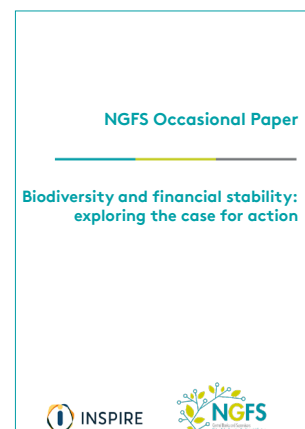 NGFS Occasional Paper
Biodiversity and financial stability:
exploring the case for action
INSPIRE
NGFS